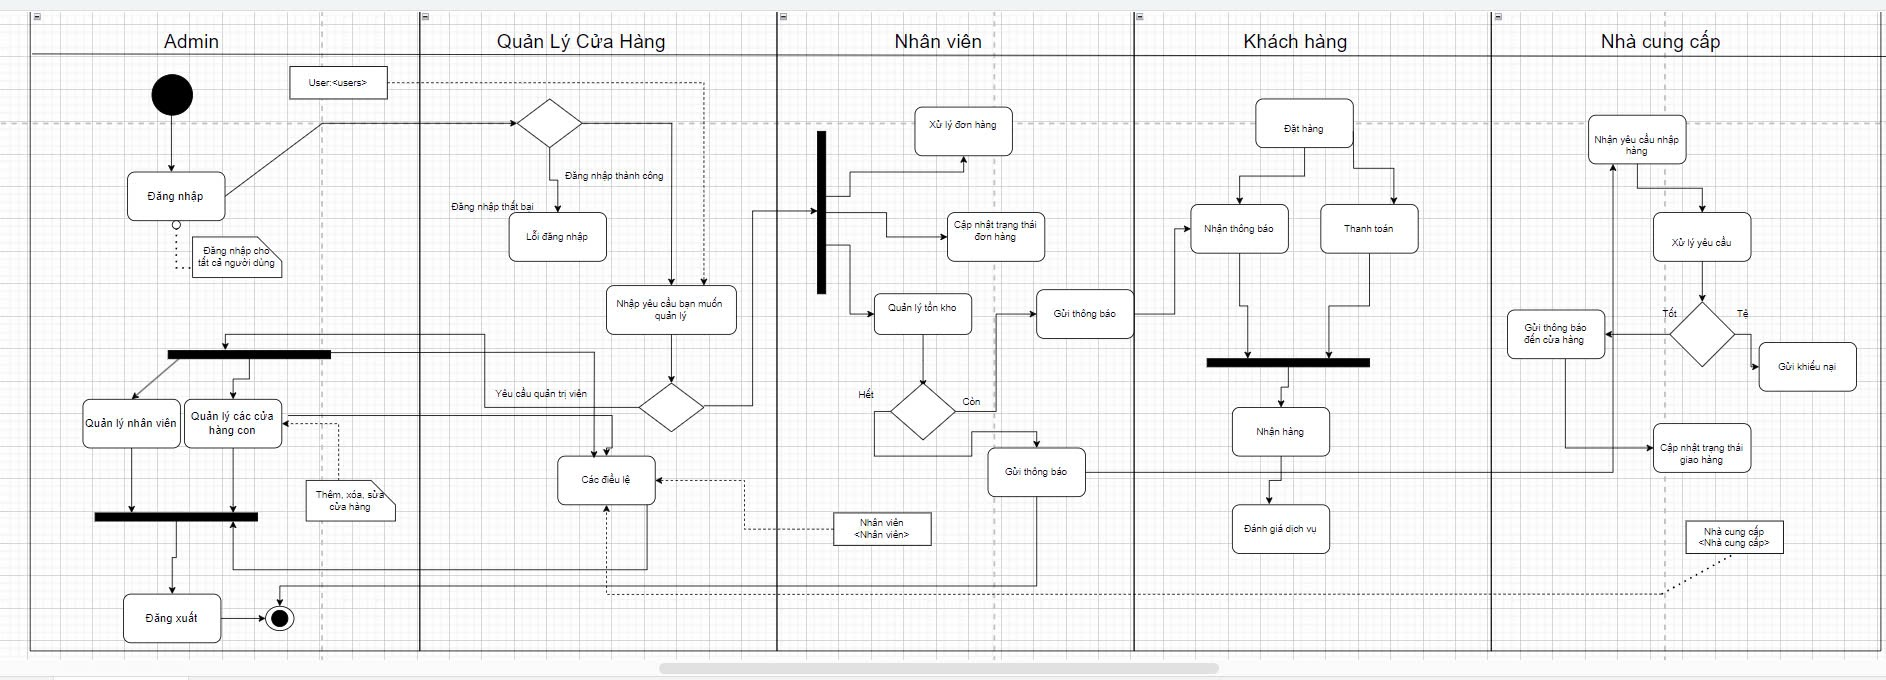 Admin
Quản Lý Cửa Hàng
Nhân viên
Khách hàng
Nhà cung cấp
User:<users>
Đăng nhập
Đăng nhập cho
tất cả người dùng
Quản lý nhân viên
Quản lý các cửa
hàng con
Thêm, xóa, sửa
cửa hàng
Đăng xuất
Đăng nhập thành công
Đăng nhập thất bại
Lỗi đăng nhập
Nhập yêu cầu bạn muốn
quản lý
Yêu cầu quản trị viên
Các điều lệ
Xử lý đơn hàng
Cập nhật trạng thái
đơn hàng
Quản lý tồn kho
Gửi thông báo
Hết
Còn
Gửi thông báo
Nhân viên
<Nhân viên>
Đặt hàng
Nhận thông báo
Thanh toán
Nhận hàng
Đánh giá dịch vụ
Nhận yêu cầu nhập
hàng
Xử lý yêu cầu
Tốt
Tệ
Gửi thông báo
đến cửa hàng
Gửi khiếu nại
Cập nhật trạng thái
giao hàng
Nhà cung cấp
<Nhà cung cấp>